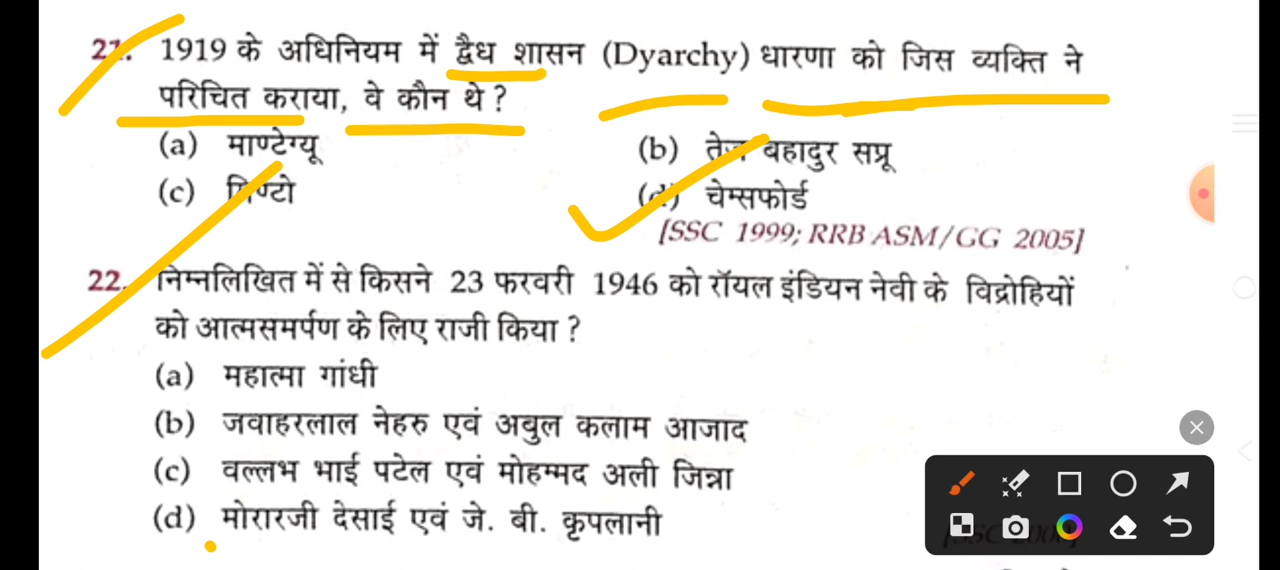 21. 1919 के अधिनियम में द्वैध शासन (Dyarchy) धारणा को जिस व्यक्ति ने
परिचित कराया, वे कौन थे ?
(a) माण्टेग्यू (b) तेज बहादुर सप्रू
(c) मिण्टो (d) चेम्सफोर्ड
[SSC 1999; RRB ASM/GG 2005]
22. निम्नलिखित में से किसने 23 फरवरी 1946 को रॉयल इंडियन नेवी के विद्रोहियों
को आत्मसमर्पण के लिए राजी किया ?
(a) महात्मा गांधी
(b) जवाहरलाल नेहरु एवं अबुल कलाम आजाद
(c) वल्लभ भाई पटेल एवं मोहम्मद अली जिन्ना
(d) मोरारजी देसाई एवं जे. बी. कृपलानी